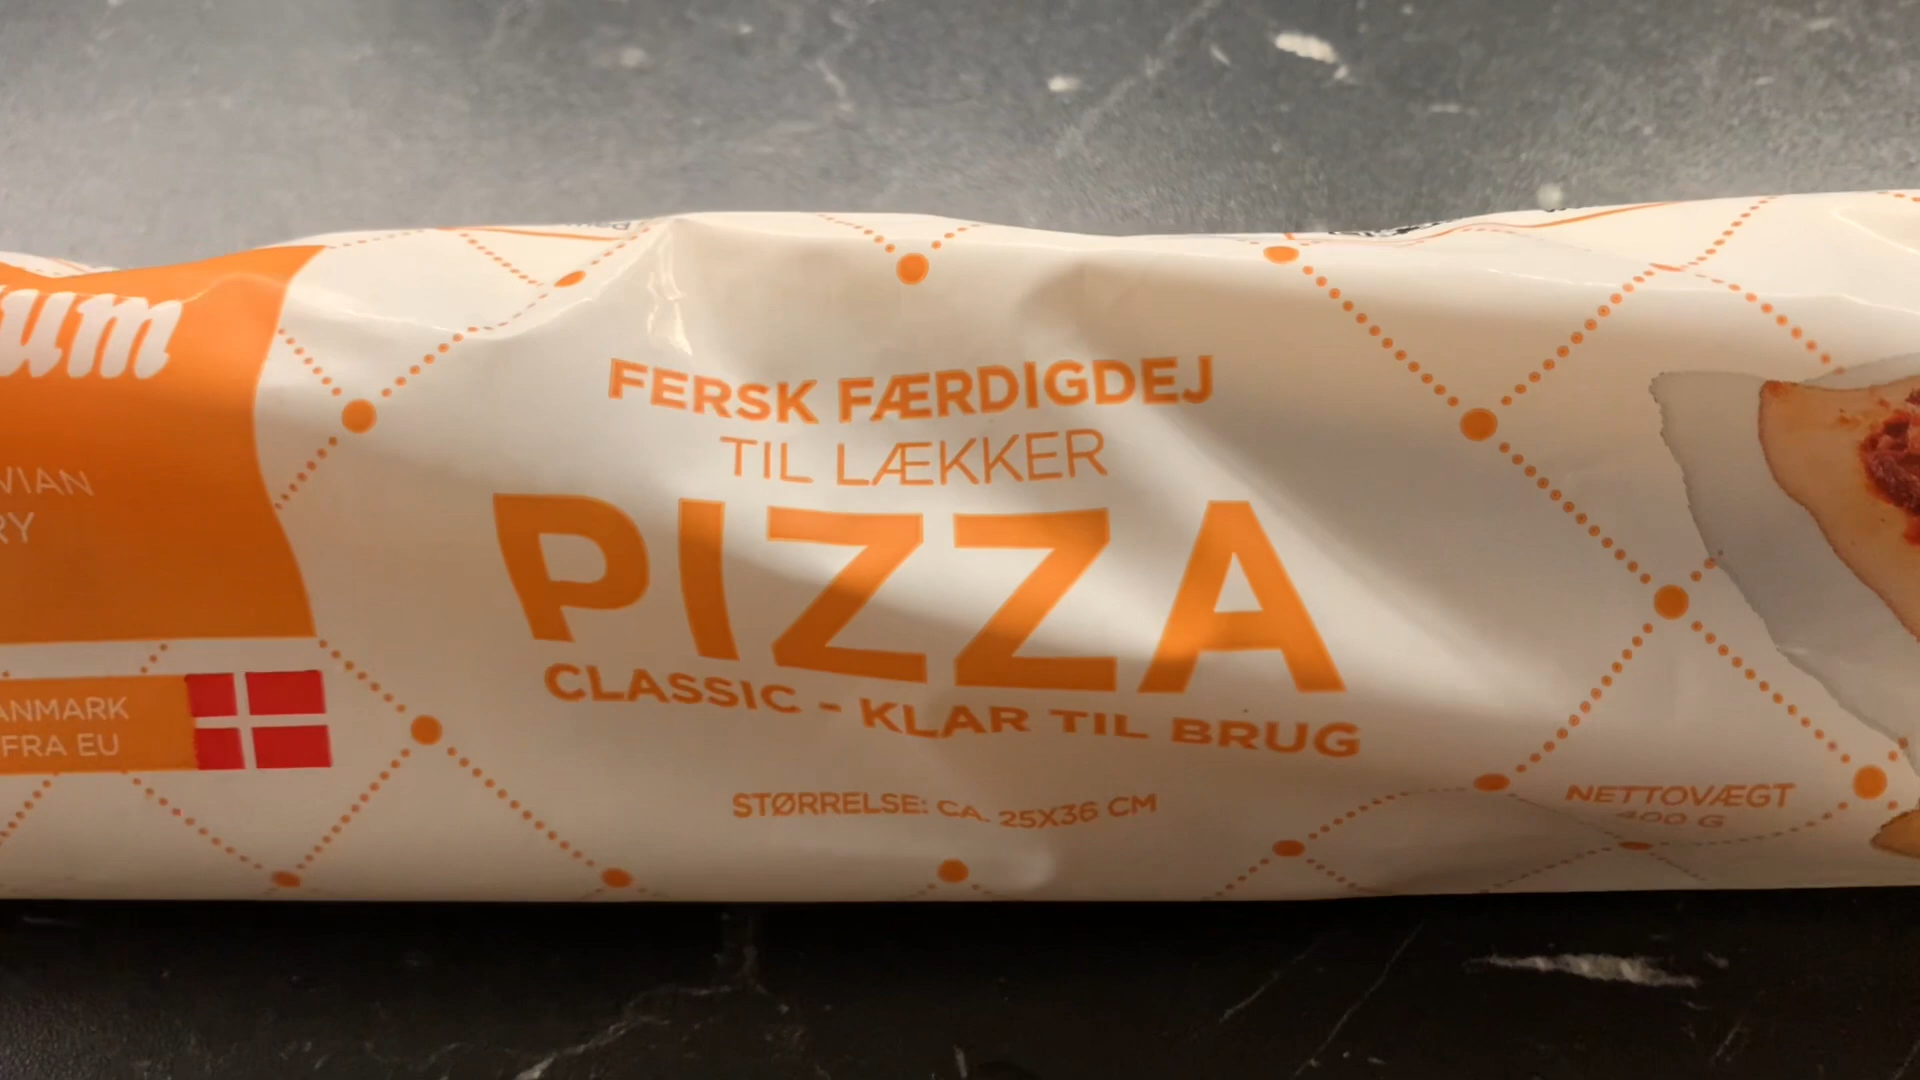 um
VIAN
RY
ANMARK
FRA EU
FERSK FÆRDIGDEJ
TIL LÆKKER
PIZZA
CLASSIC - KLAR TIL BRUG
STØRRELSE: CA. 25X36 CM
NETTOVÆGT
400 G